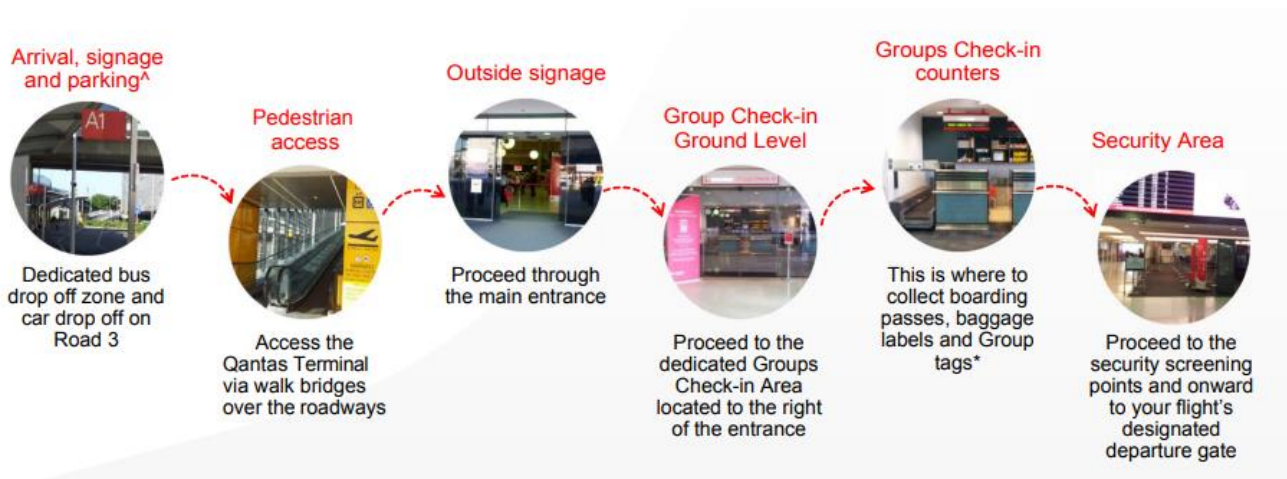 Arrival, signage
and parking^
A1
Dedicated bus
drop off zone and
car drop off on
Road 3
Pedestrian
access
Access the
Qantas Terminal
via walk bridges
over the roadways
Outside signage
Proceed through
the main entrance
Group Check-in
Ground Level
Proceed to the
dedicated Groups
Check-in Area
located to the right
of the entrance
Groups Check-in
counters
This is where to
collect boarding
passes, baggage
labels and Group
tags*
Security Area
Proceed to the
security screening
points and onward
to your flight's
designated
departure gate